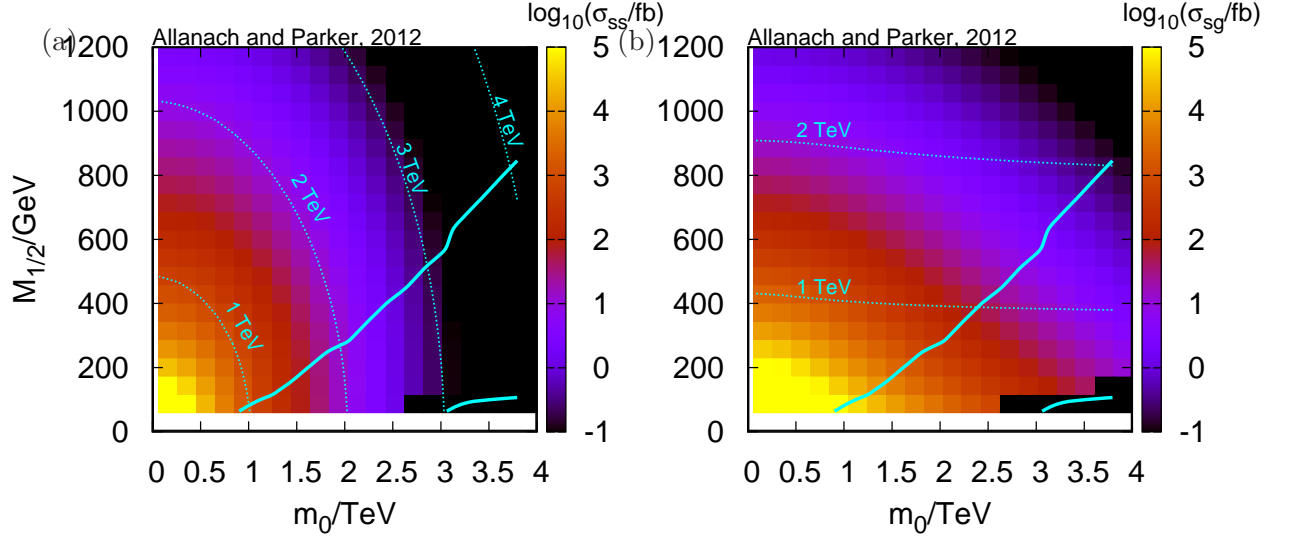 log10(σss/fb)
(a)
Allanach and Parker, 2012
1200
1000
800
600
400
200
0
M1/2/GeV
0 0.5 1 1.5 2 2.5 3 3.5 4
m0/TeV
1 TeV
2 TeV
3 TeV
4 TeV
5
4
3
2
1
0
-1
log10(σsg/fb)
(b)
Allanach and Parker, 2012
1200
1000
800
600
400
200
0
0 0.5 1 1.5 2 2.5 3 3.5 4
m0/TeV
2 TeV
1 TeV
5
4
3
2
1
0
-1